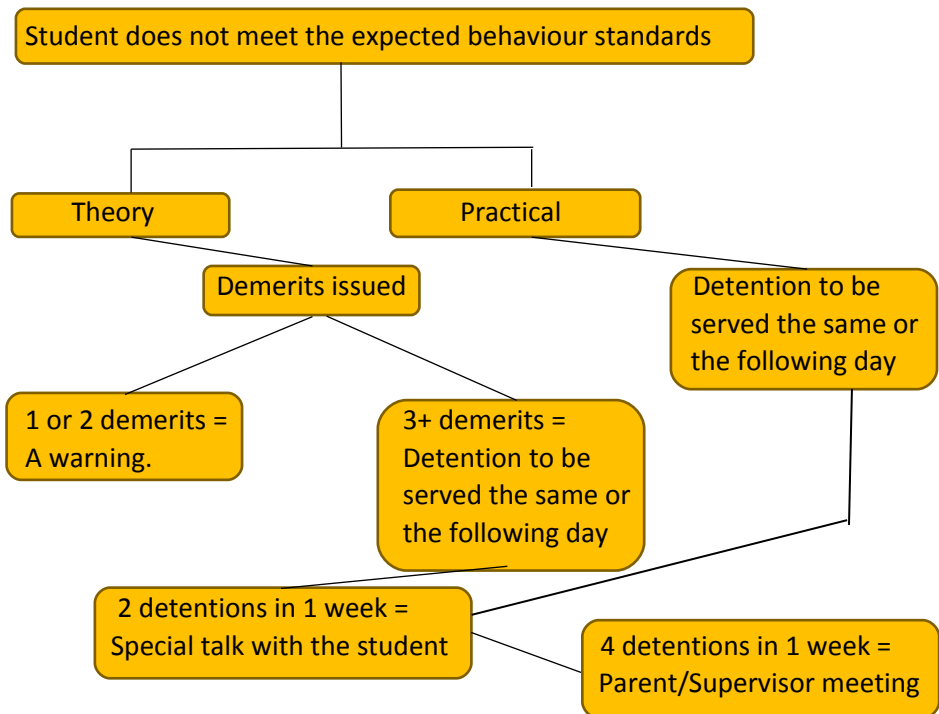 Student does not meet the expected behaviour standards
Theory
Practical
Demerits issued
Detention to be
served the same or
the following day
1 or 2 demerits =
A warning.
3+ demerits =
Detention to be
served the same or
the following day
2 detentions in 1 week =
Special talk with the student
4 detentions in 1 week =
Parent/Supervisor meeting